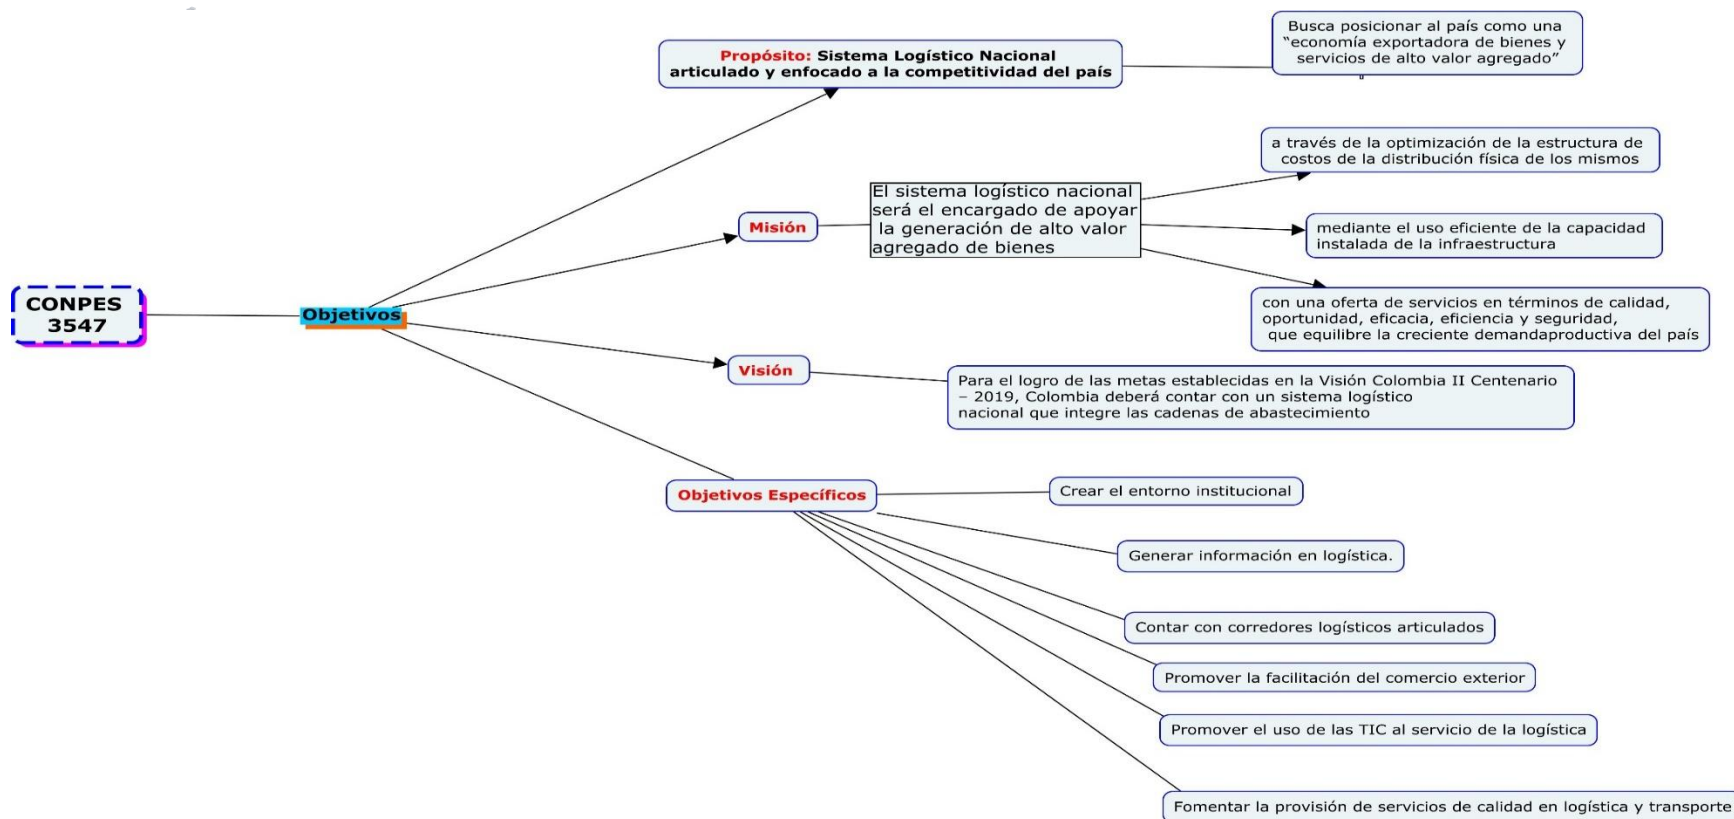 CONPES
3547
Objetivos
Propósito: Sistema Logístico Nacional
articulado y enfocado a la competitividad del país
Busca posicionar al país como una
“economía exportadora de bienes y
servicios de alto valor agregado”
Misión
El sistema logístico nacional
será el encargado de apoyar
la generación de alto valor
agregado de bienes
a través de la optimización de la estructura de
costos de la distribución física de los mismos
mediante el uso eficiente de la capacidad
instalada de la infraestructura
con una oferta de servicios en términos de calidad,
oportunidad, eficacia, eficiencia y seguridad,
que equilibre la creciente demandaproductiva del país
Visión
Para el logro de las metas establecidas en la Visión Colombia II Centenario
– 2019, Colombia deberá contar con un sistema logístico
nacional que integre las cadenas de abastecimiento
Objetivos Específicos
Crear el entorno institucional
Generar información en logística.
Contar con corredores logísticos articulados
Promover la facilitación del comercio exterior
Promover el uso de las TIC al servicio de la logística
Fomentar la provisión de servicios de calidad en logística y transporte